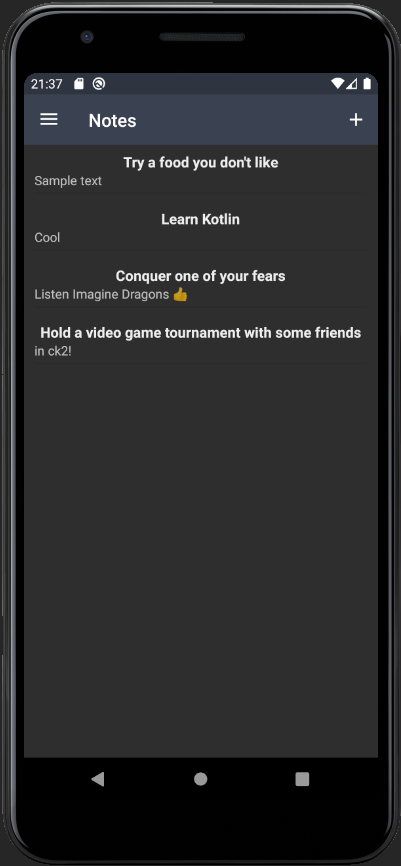 21:37
Notes
Try a food you don't like
Sample text
Learn Kotlin
Cool
Conquer one of your fears
Listen Imagine Dragons 👍
Hold a video game tournament with some friends
in ck2!